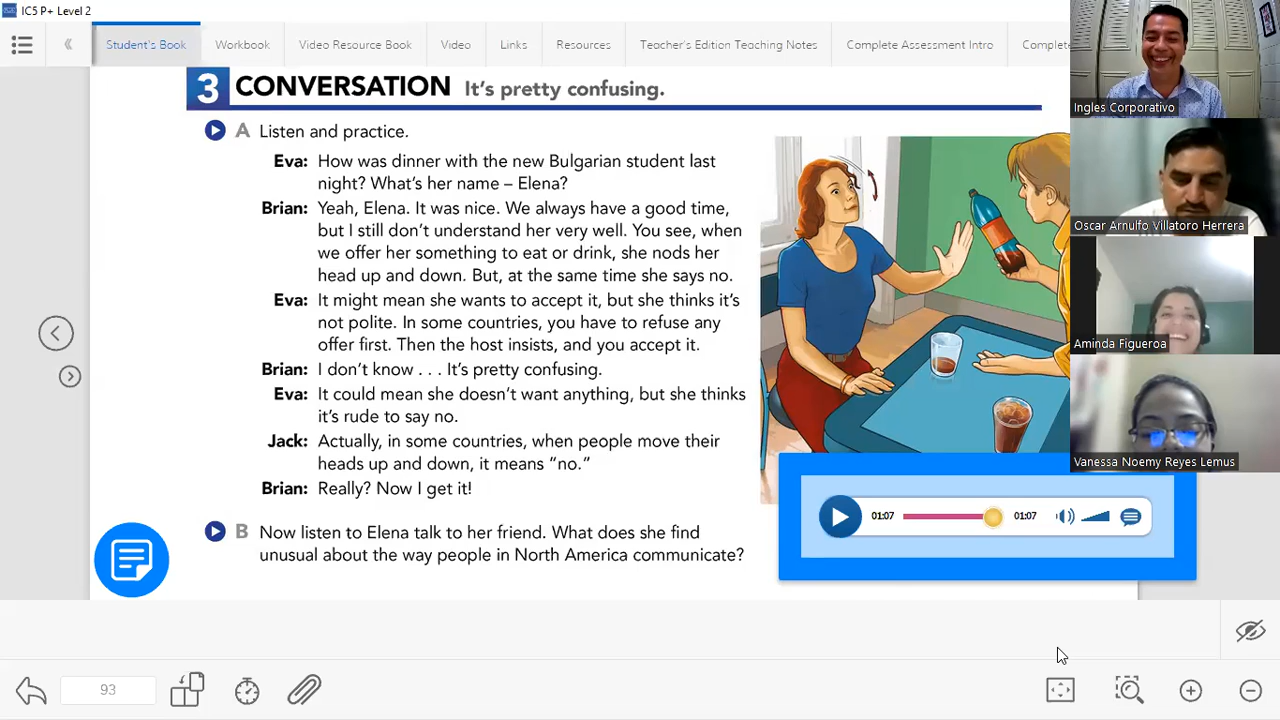 IC5 P+ Level 2
Student's Book
Workbook
Video Resource Book
Video
Links
Resources
Teacher's Edition Teaching Notes
Complete Assessment Intro
Complete
3 CONVERSATION It's pretty confusing.
A Listen and practice.
Eva: How was dinner with the new Bulgarian student last
night? What's her name – Elena?
Brian: Yeah, Elena. It was nice. We always have a good time,
but I still don't understand her very well. You see, when
we offer her something to eat or drink, she nods her
head up and down. But, at the same time she says no.
Eva: It might mean she wants to accept it, but she thinks it's
not polite. In some countries, you have to refuse any
offer first. Then the host insists, and you accept it.
Brian: I don't know . . . It's pretty confusing.
Eva: It could mean she doesn't want anything, but she thinks
it's rude to say no.
Jack: Actually, in some countries, when people move their
heads up and down, it means "no."
Brian: Really? Now I get it!
B Now listen to Elena talk to her friend. What does she find
unusual about the way people in North America communicate?
01:07
01:07
93
Ingles Corporativo
Oscar Arnulfo Villatoro Herrera
Aminda Figueroa
Vanessa Noemy Reyes Lemus